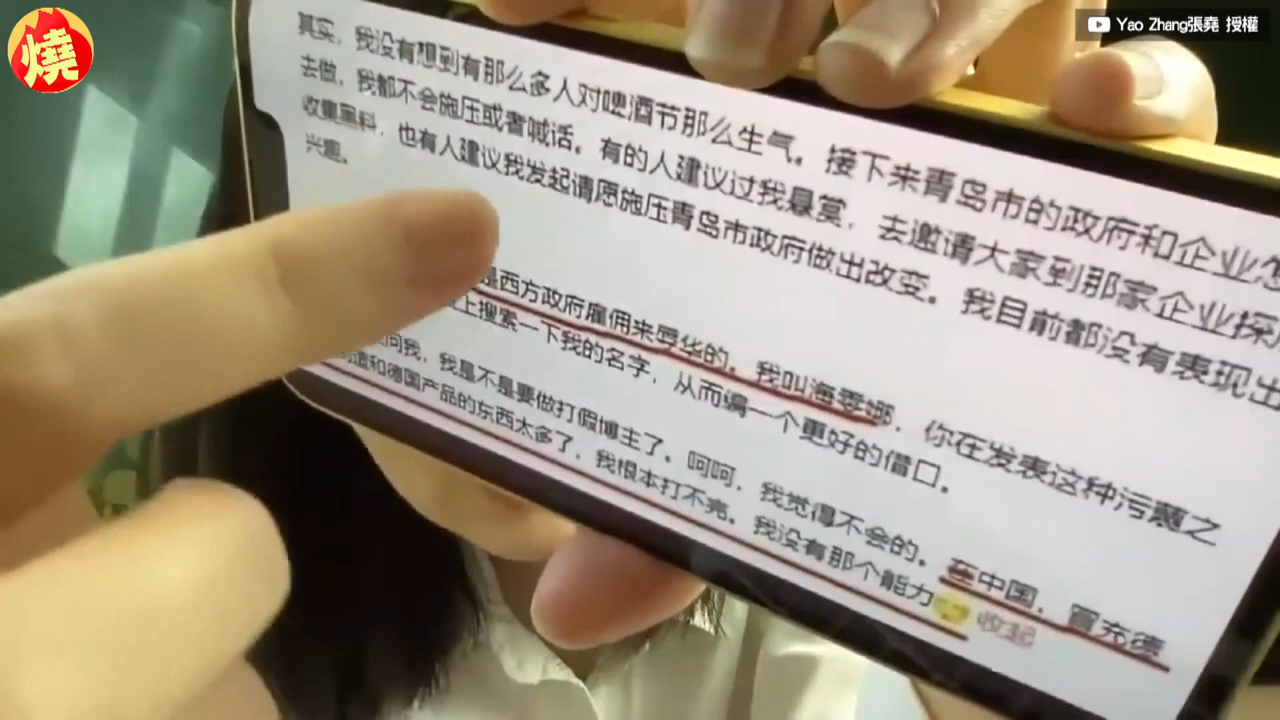 燒
Yao Zhang張堯 授權
其实，我没有想到有那么多人对啤酒节那么生气。接下来青岛市的政府和企业怎
去做，我都不会施压或者喊话。有的人建议过我悬赏，去邀请大家到那家企业探
收集黑料，也有人建议我发起请愿施压青岛市政府做出改变。我目前都没有表现出
兴趣。
是西方政府雇佣来辱华的。我叫海雯娜，你在发表这种污蔑之
上搜索一下我的名字，从而编一个更好的借口。
问我，我是不是要做打假博主了。呵呵，我觉得不会的。在中国，冒充德
和德国产品的东西太多了，我根本打不完。我没有那个能力 收起